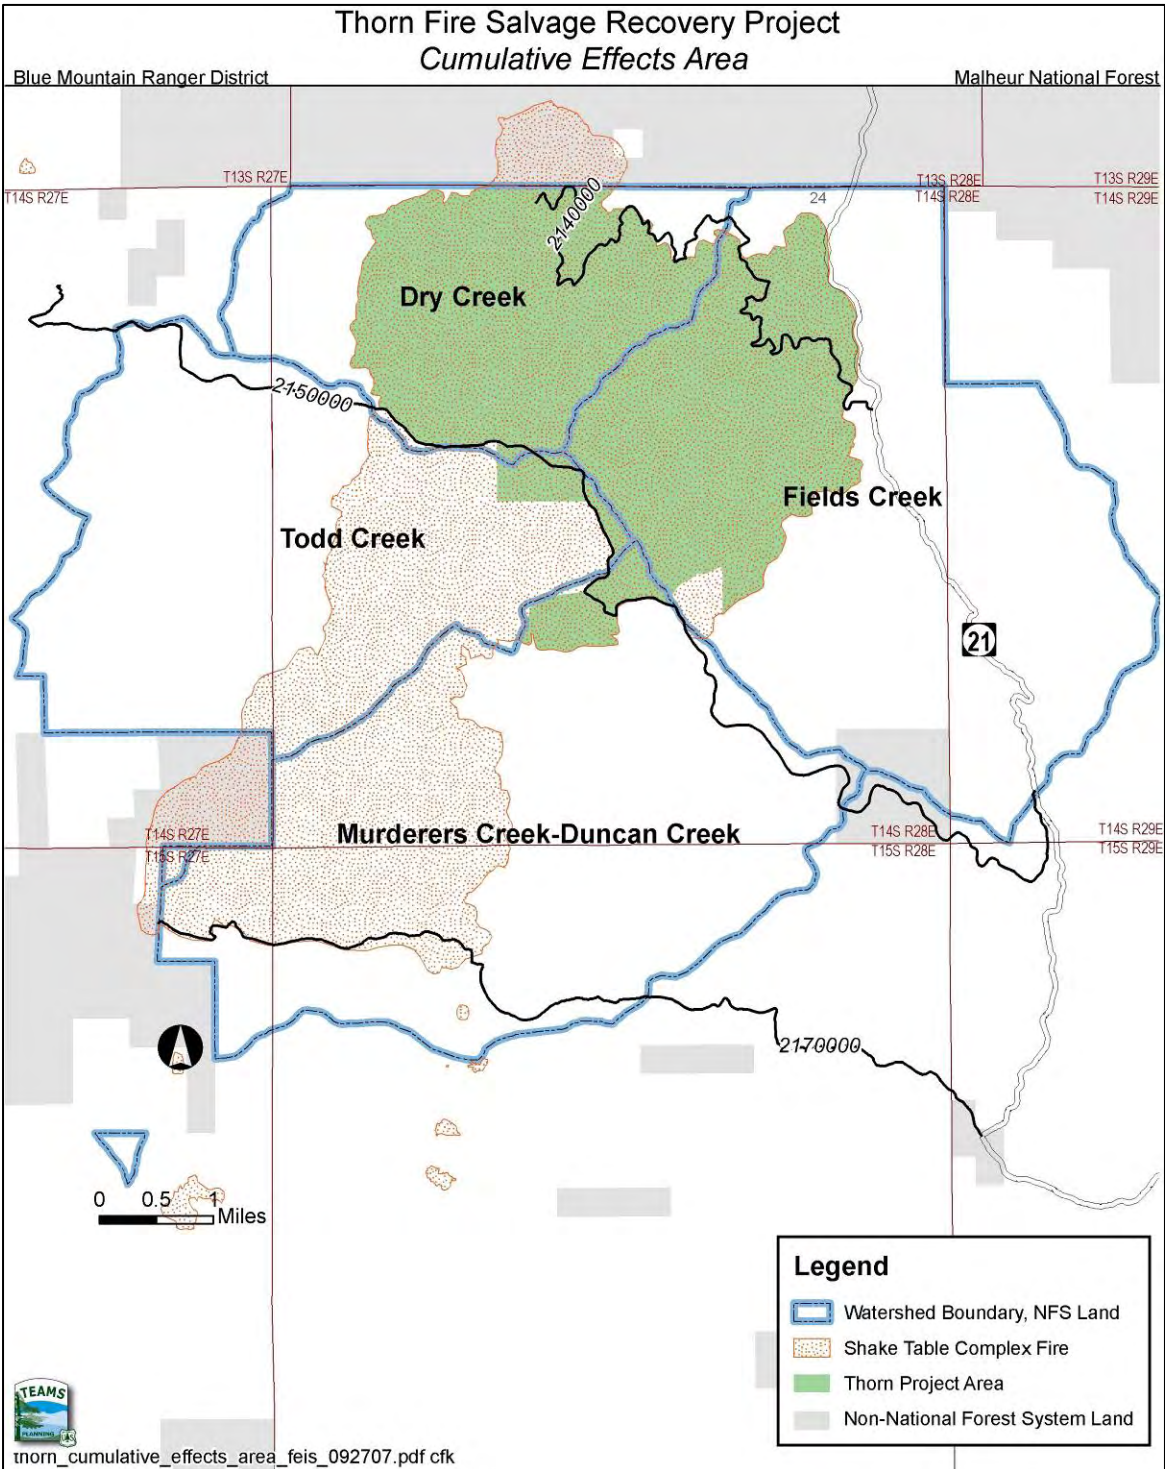 Thorn Fire Salvage Recovery Project
Cumulative Effects Area
Blue Mountain Ranger District
Malheur National Forest
T13S R27E
T14S R27E
T13S R28E
T14S R28E
T13S R29E
T14S R29E
24
2140000
Dry Creek
2150000
Fields Creek
Todd Creek
21
Murderers Creek-Duncan Creek
T14S R27E
T15S R27E
T14S R28E
T15S R28E
T14S R29E
T15S R29E
2170000
0 0.5 1
Miles
Legend
Watershed Boundary, NFS Land
Shake Table Complex Fire
Thorn Project Area
Non-National Forest System Land
TEAMS
PLANNING
thorn_cumulative_effects_area_feis_092707.pdf cfk